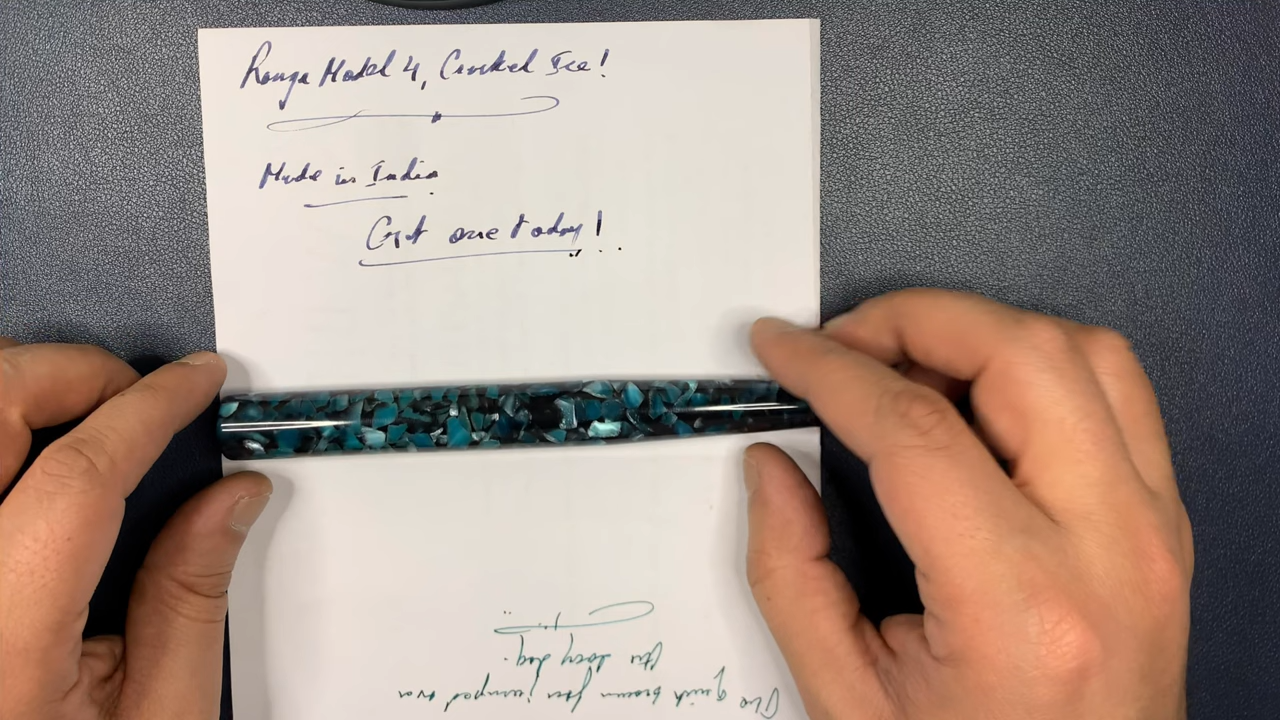 Ranga Model 4, Cracked Ice!
Made in India
Get one today!
The quick brown fox jumped over
the lazy dog.